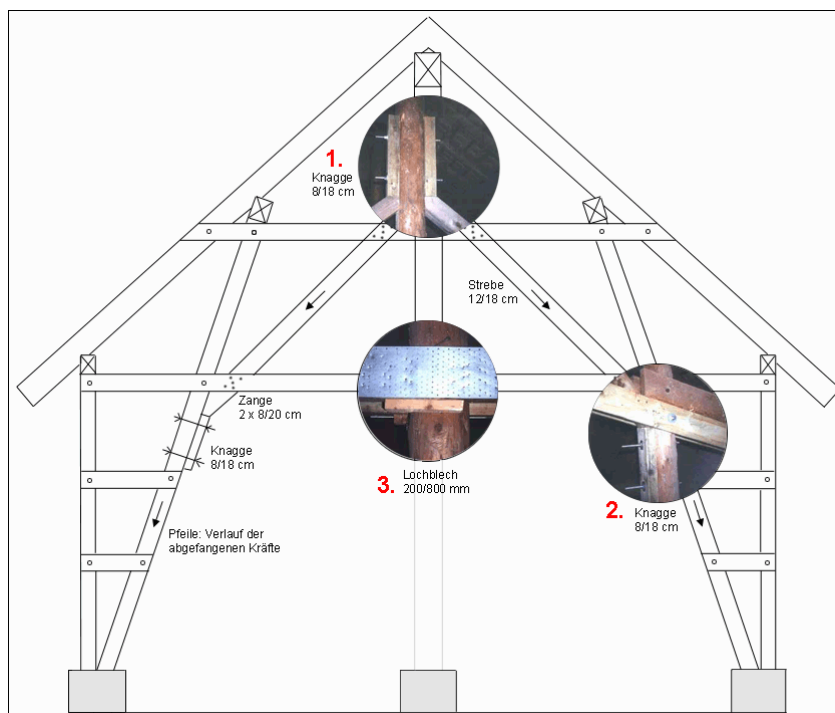 1.
Knagge
8/18 cm
Strebe
12/18 cm
Zange
2 x 8/20 cm
Knagge
8/18 cm
3. Lochblech
200/800 mm
2. Knagge
8/18 cm
Pfeile: Verlauf der
abgefangenen Kräfte